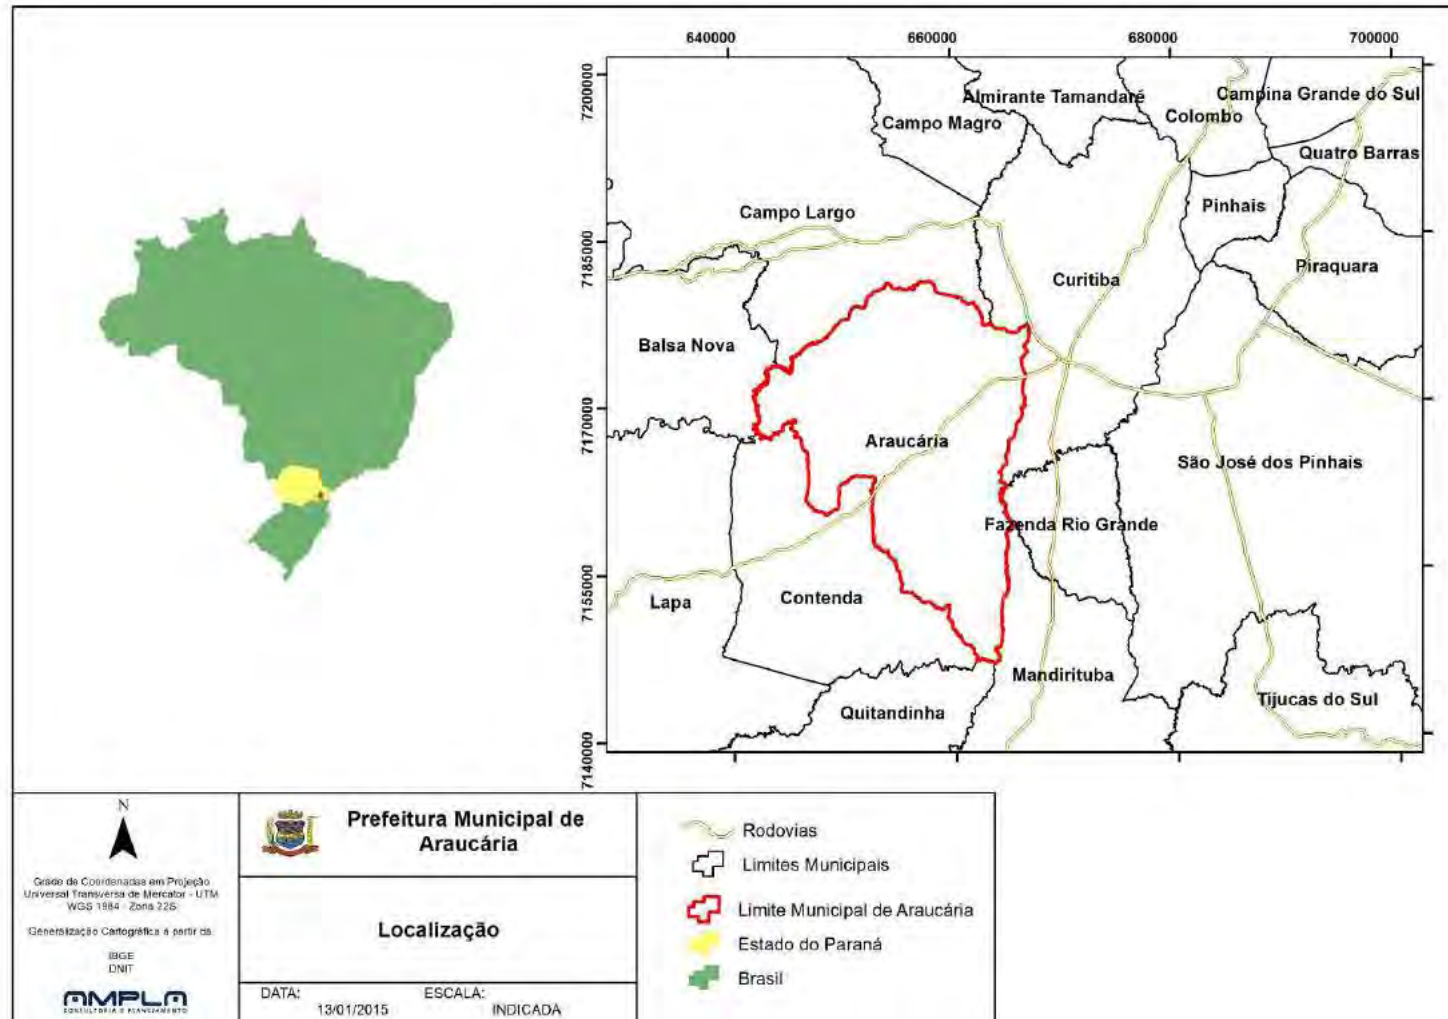 640000
660000
680000
700000
7200000
7185000
7170000
7155000
7140000
Almirante Tamandaré
Campina Grande do Sul
Campo Magro
Colombo
Quatro Barras
Campo Largo
Pinhais
Piraquara
Curitiba
Balsa Nova
Araucária
São José dos Pinhais
Fazenda Rio Grande
Lapa
Contenda
Mandirituba
Tijucas do Sul
Quitandinha
N
Grade de Coordenadas em Projeção
Universal Transversa de Mercator - UTM
WGS 1984 - Zona 22S
Generalização Cartográfica a partir da
IBGE
DNIT
AMPLA
CONSULTORIA E PLANEJAMENTO
Prefeitura Municipal de
Araucária
Localização
DATA:
13/01/2015
ESCALA:
INDICADA
Rodovias
Limites Municipais
Limite Municipal de Araucária
Estado do Paraná
Brasil